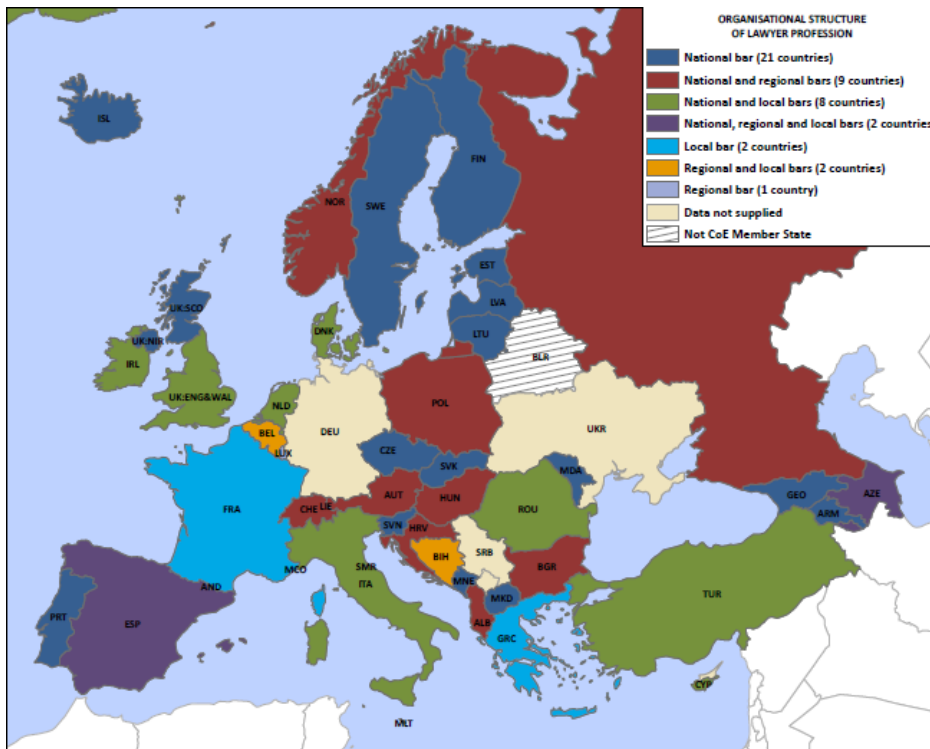 ORGANISATIONAL STRUCTURE
OF LAWYER PROFESSION
National bar (21 countries)
National and regional bars (9 countries)
National and local bars (8 countries)
National, regional and local bars (2 countries
Local bar (2 countries)
Regional and local bars (2 countries)
Regional bar (1 country)
Data not supplied
Not CoE Member State
ISL
FIN
NOR
SWE
EST
LVA
LTU
UK:SCO
UK:NIR
IRL
UK:ENG&WAL
DNK
BLR
NLD
POL
DEU
BEL
LUX
UKR
CZE
SVK
MDA
FRA
AUT
HUN
CHE
LIE
ROU
GEO
AZE
ARM
SVN
HRV
BIH
SRB
MCO
SMR
ITA
MNE
BGR
AND
MKD
TUR
PRT
ESP
ALB
GRC
CYP
MLT